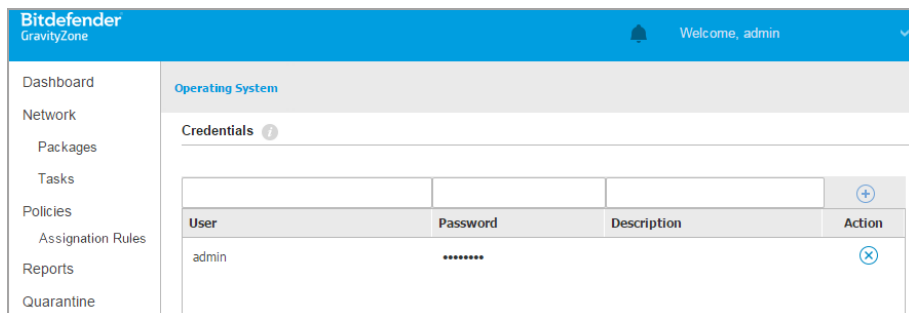 Bitdefender
GravityZone
Welcome, admin
Dashboard
Operating System
Network
Credentials i
Packages
Tasks
Policies
User Password Description Action
Assignation Rules
admin ••••••••
Reports
Quarantine